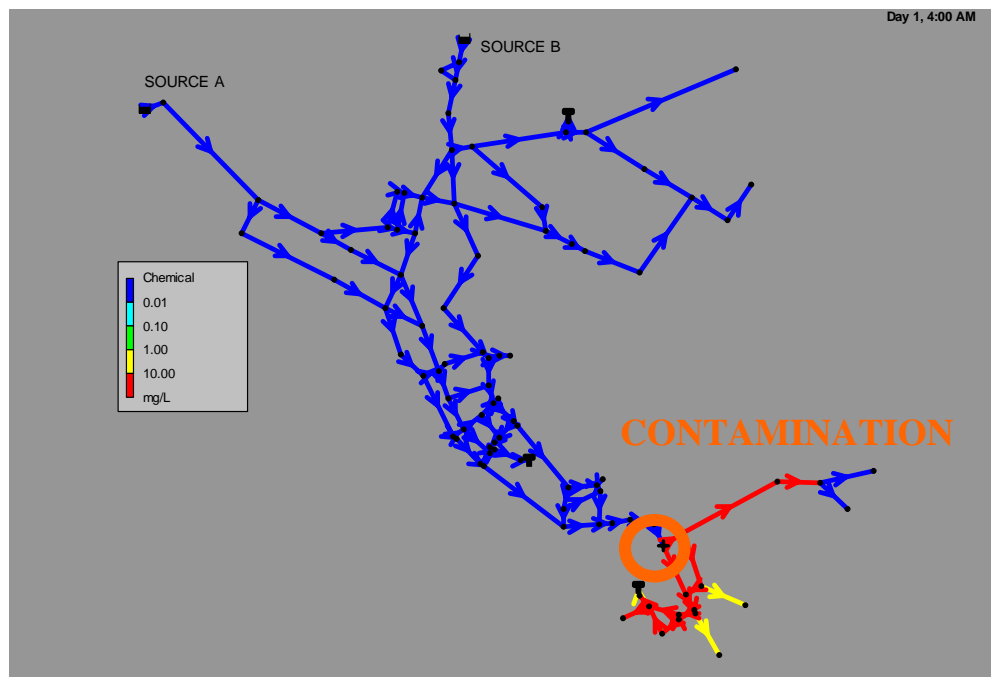 Day 1, 4:00 AM
SOURCE B
SOURCE A
Chemical
0.01
0.10
1.00
10.00
mg/L
CONTAMINATION